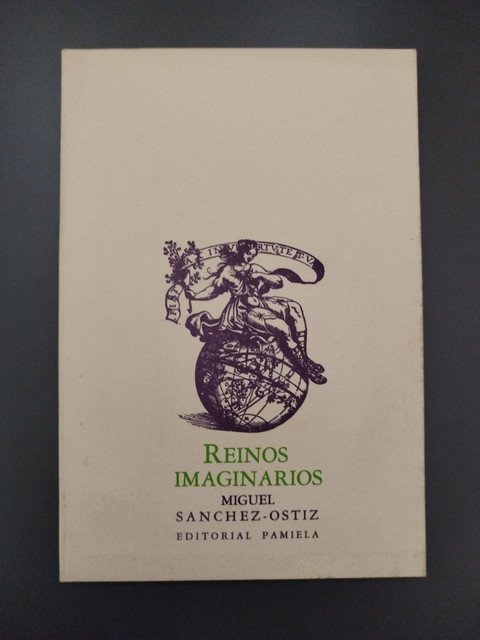 REINOS
IMAGINARIOS
MIGUEL
SANCHEZ-OSTIZ
EDITORIAL PAMIELA